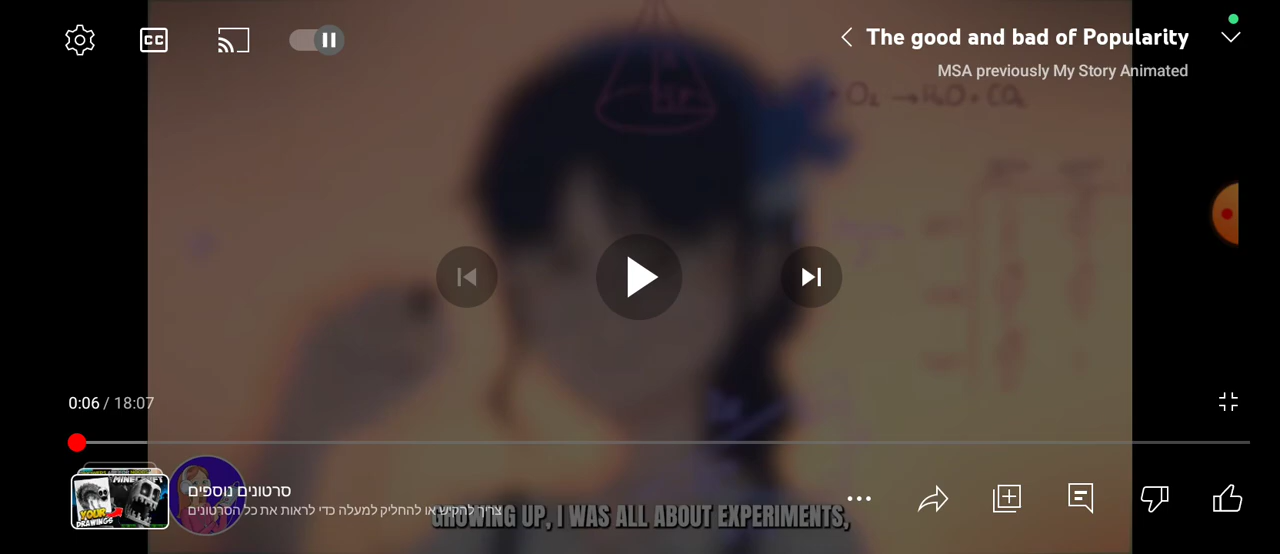 The good and bad of Popularity
MSA previously My Story Animated
CC
0:06 / 18:07
סרטונים נוספים
צריך להקיש או להחליק למעלה כדי לראות את כל הסרטונים
GROWING UP, I WAS ALL ABOUT EXPERIMENTS,
YOUR
DRAWINGS
MINECRAFT